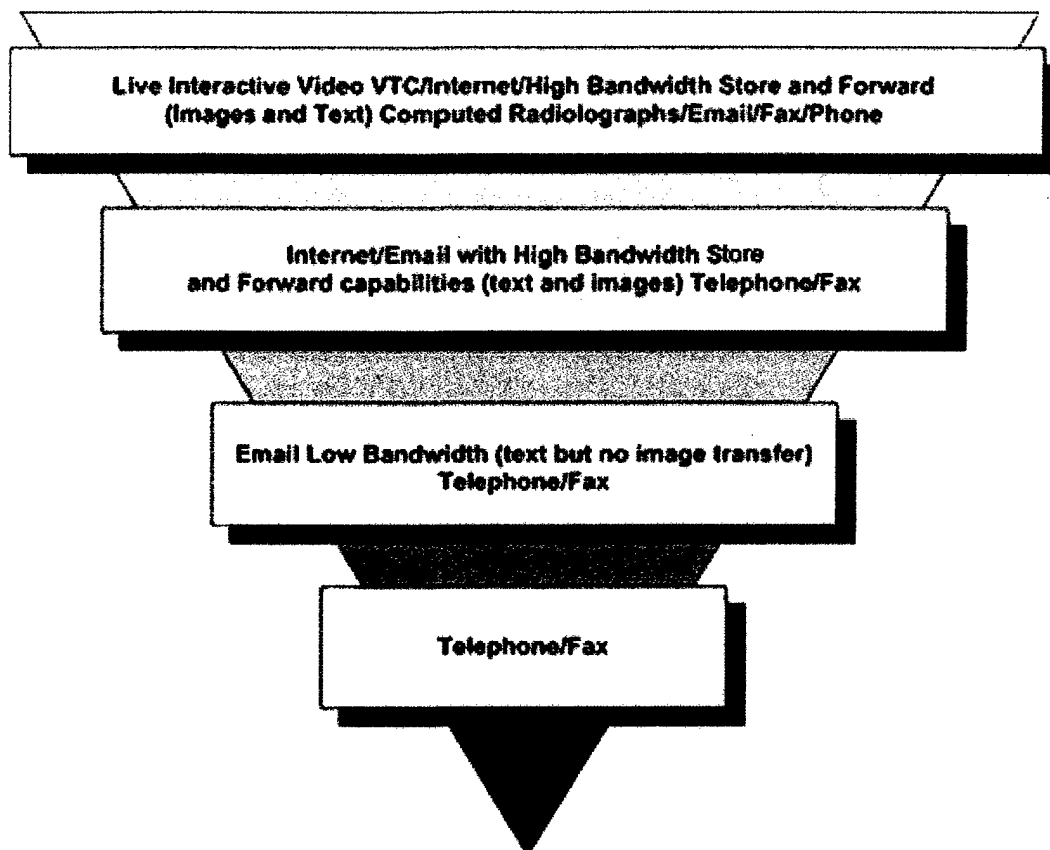 Live Interactive Video VTC/Internet/High Bandwidth Store and Forward
(Images and Text) Computed Radiolographs/Email/Fax/Phone
Internet/Email with High Bandwidth Store
and Forward capabilities (text and images) Telephone/Fax
Email Low Bandwidth (text but no image transfer)
Telephone/Fax
Telephone/Fax